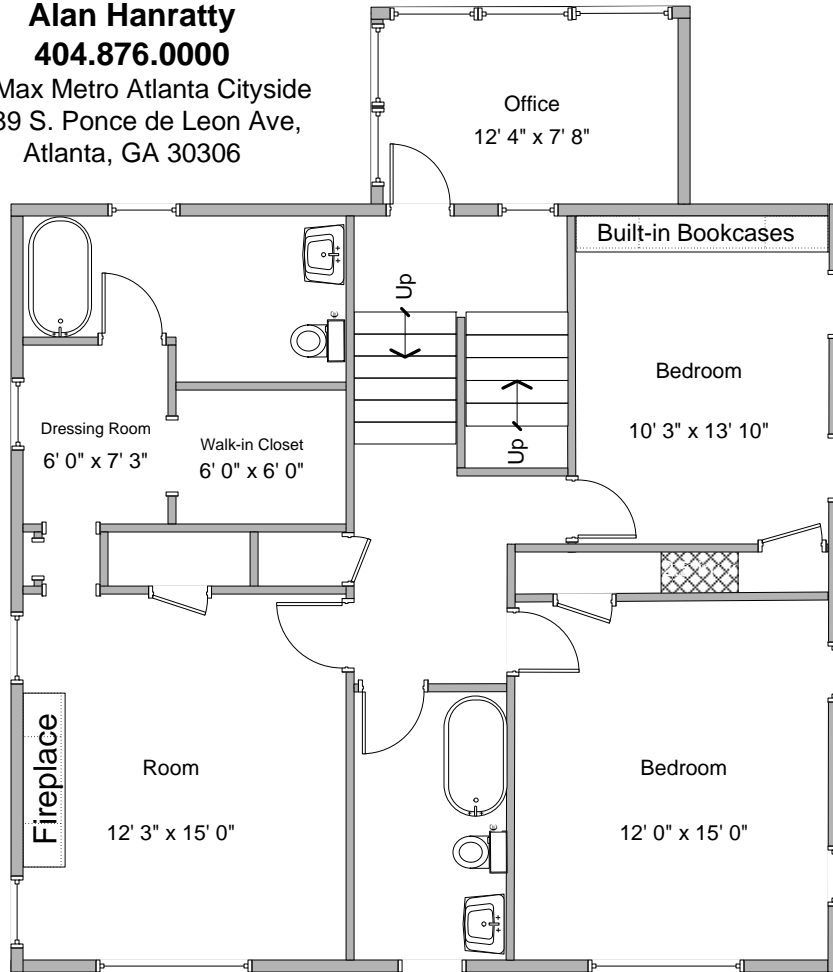 Alan Hanratty
404.876.0000
Max Metro Atlanta Cityside
39 S. Ponce de Leon Ave,
Atlanta, GA 30306
Office
12' 4" x 7' 8"
Built-in Bookcases
Up
Up
Bedroom
10' 3" x 13' 10"
Dressing Room
6' 0" x 7' 3"
Walk-in Closet
6' 0" x 6' 0"
Fireplace
Room
12' 3" x 15' 0"
Bedroom
12' 0" x 15' 0"